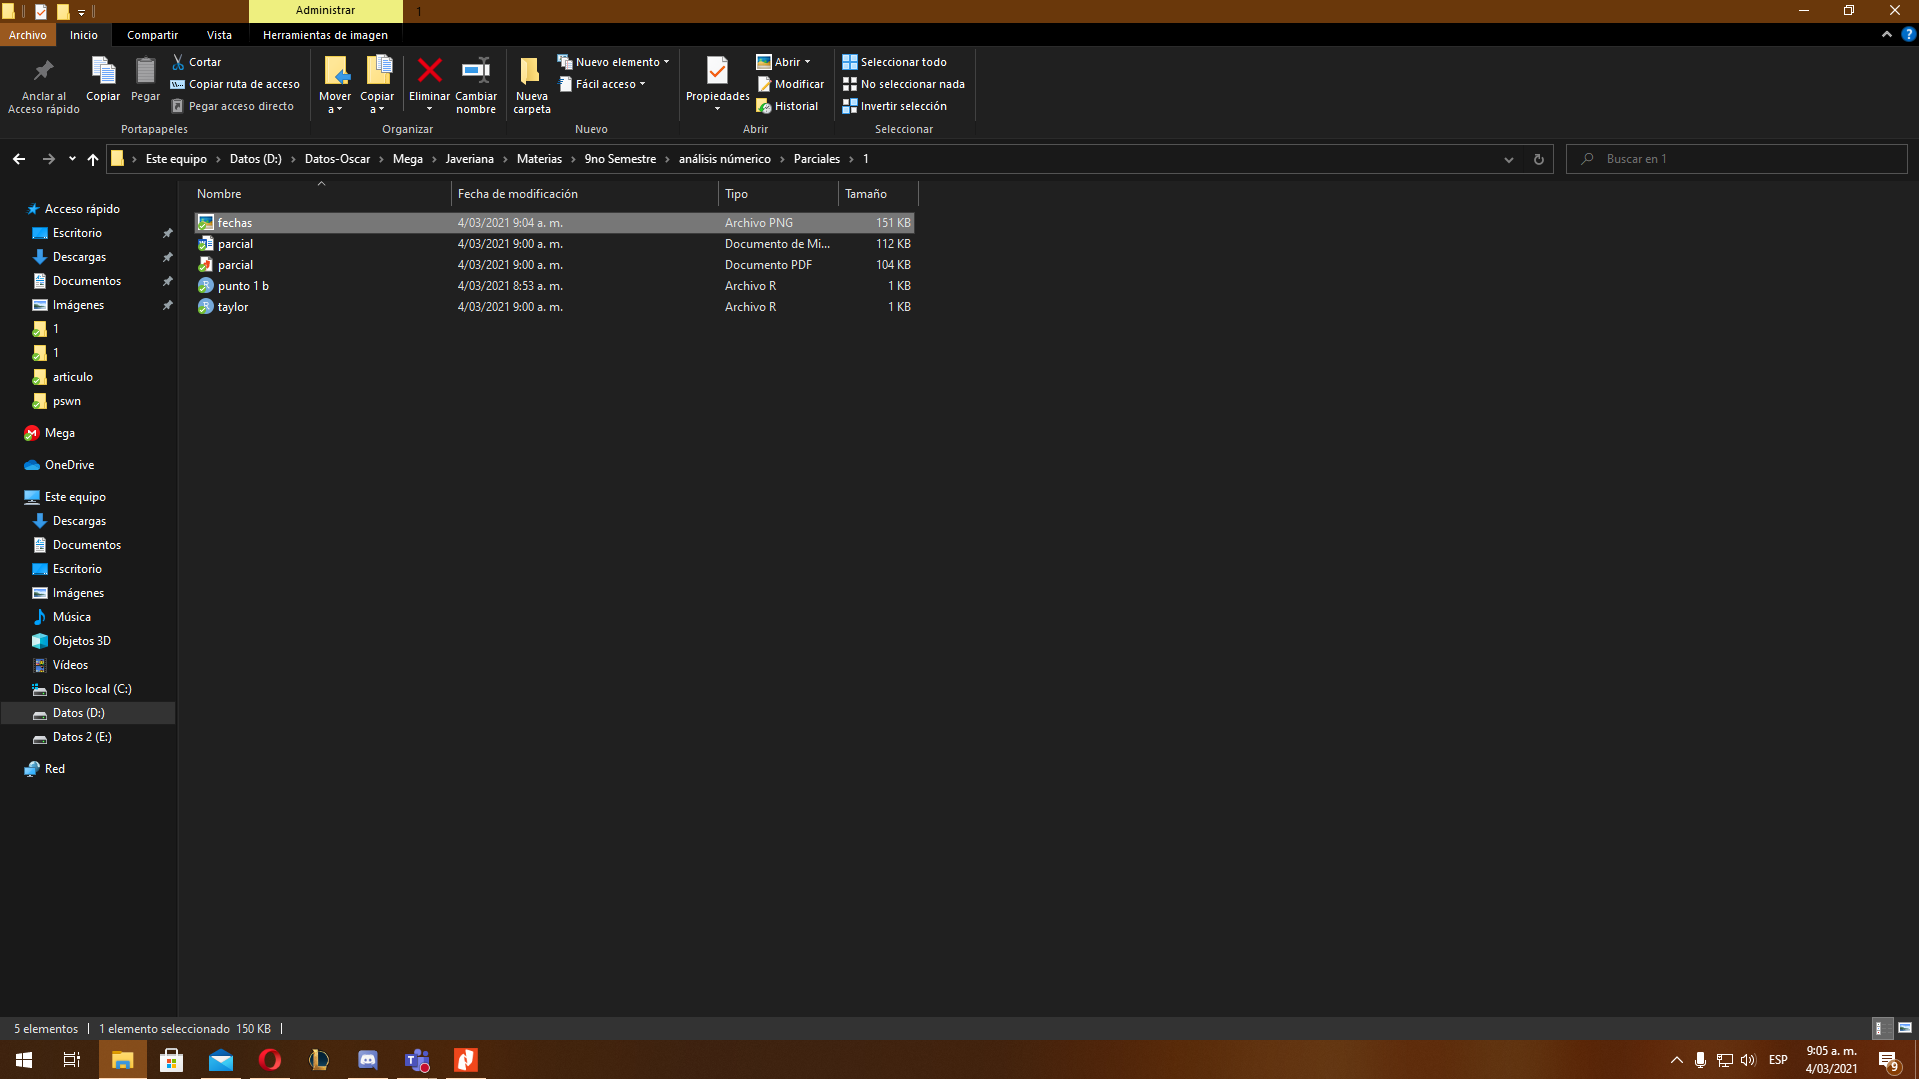 Administrar 1
Archivo Inicio Compartir Vista Herramientas de imagen
Anclar al Acceso rápido
Copiar
Pegar
Cortar
Copiar ruta de acceso
Pegar acceso directo
Portapapeles
Mover a
Copiar a
Eliminar
Cambiar nombre
Organizar
Nueva carpeta
Nuevo elemento
Fácil acceso
Nuevo
Propiedades
Abrir
Modificar
Historial
Abrir
Seleccionar todo
No seleccionar nada
Invertir selección
Seleccionar
Este equipo > Datos (D:) > Datos-Oscar > Mega > Javeriana > Materias > 9no Semestre > análisis númerico > Parciales > 1
Buscar en 1
Nombre Fecha de modificación Tipo Tamaño
fechas 4/03/2021 9:04 a. m. Archivo PNG 151 KB
parcial 4/03/2021 9:00 a. m. Documento de Mi... 112 KB
parcial 4/03/2021 9:00 a. m. Documento PDF 104 KB
punto 1 b 4/03/2021 8:53 a. m. Archivo R 1 KB
taylor 4/03/2021 9:00 a. m. Archivo R 1 KB
Acceso rápido
Escritorio
Descargas
Documentos
Imágenes
1
1
articulo
pswn
Mega
OneDrive
Este equipo
Descargas
Documentos
Escritorio
Imágenes
Música
Objetos 3D
Vídeos
Disco local (C:)
Datos (D:)
Datos 2 (E:)
Red
5 elementos 1 elemento seleccionado 150 KB
ESP
9:05 a. m.
4/03/2021
9